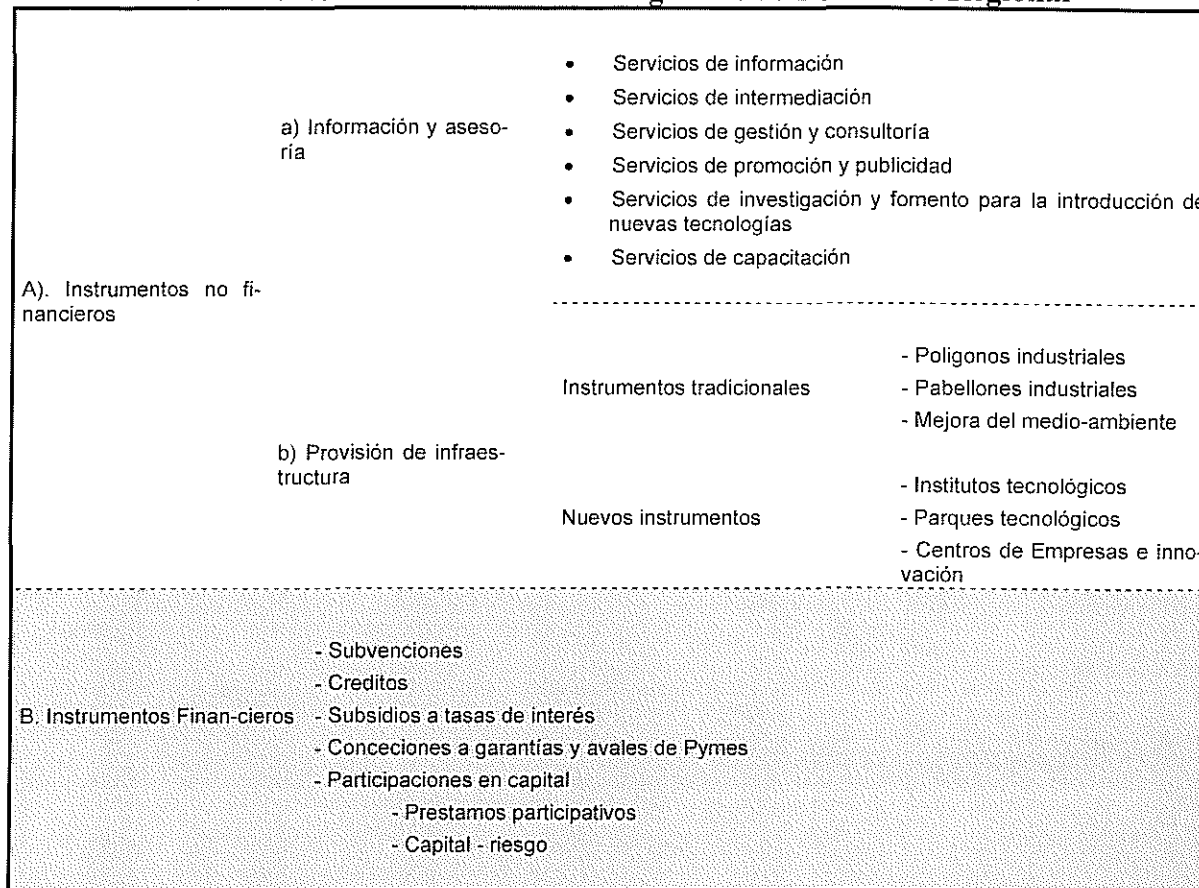 a) Información y aseso-
ría
• Servicios de información
• Servicios de intermediación
• Servicios de gestión y consultoría
• Servicios de promoción y publicidad
• Servicios de investigación y fomento para la introducción de
nuevas tecnologías
• Servicios de capacitación
A). Instrumentos no fi-
nancieros
b) Provisión de infraes-
tructura
Instrumentos tradicionales
- Poligonos industriales
- Pabellones industriales
- Mejora del medio-ambiente
Nuevos instrumentos
- Institutos tecnológicos
- Parques tecnológicos
- Centros de Empresas e inno-
vación
B. Instrumentos Finan-cieros
- Subvenciones
- Creditos
- Subsidios a tasas de interés
- Conceciones a garantías y avales de Pymes
- Participaciones en capital
- Prestamos participativos
- Capital - riesgo